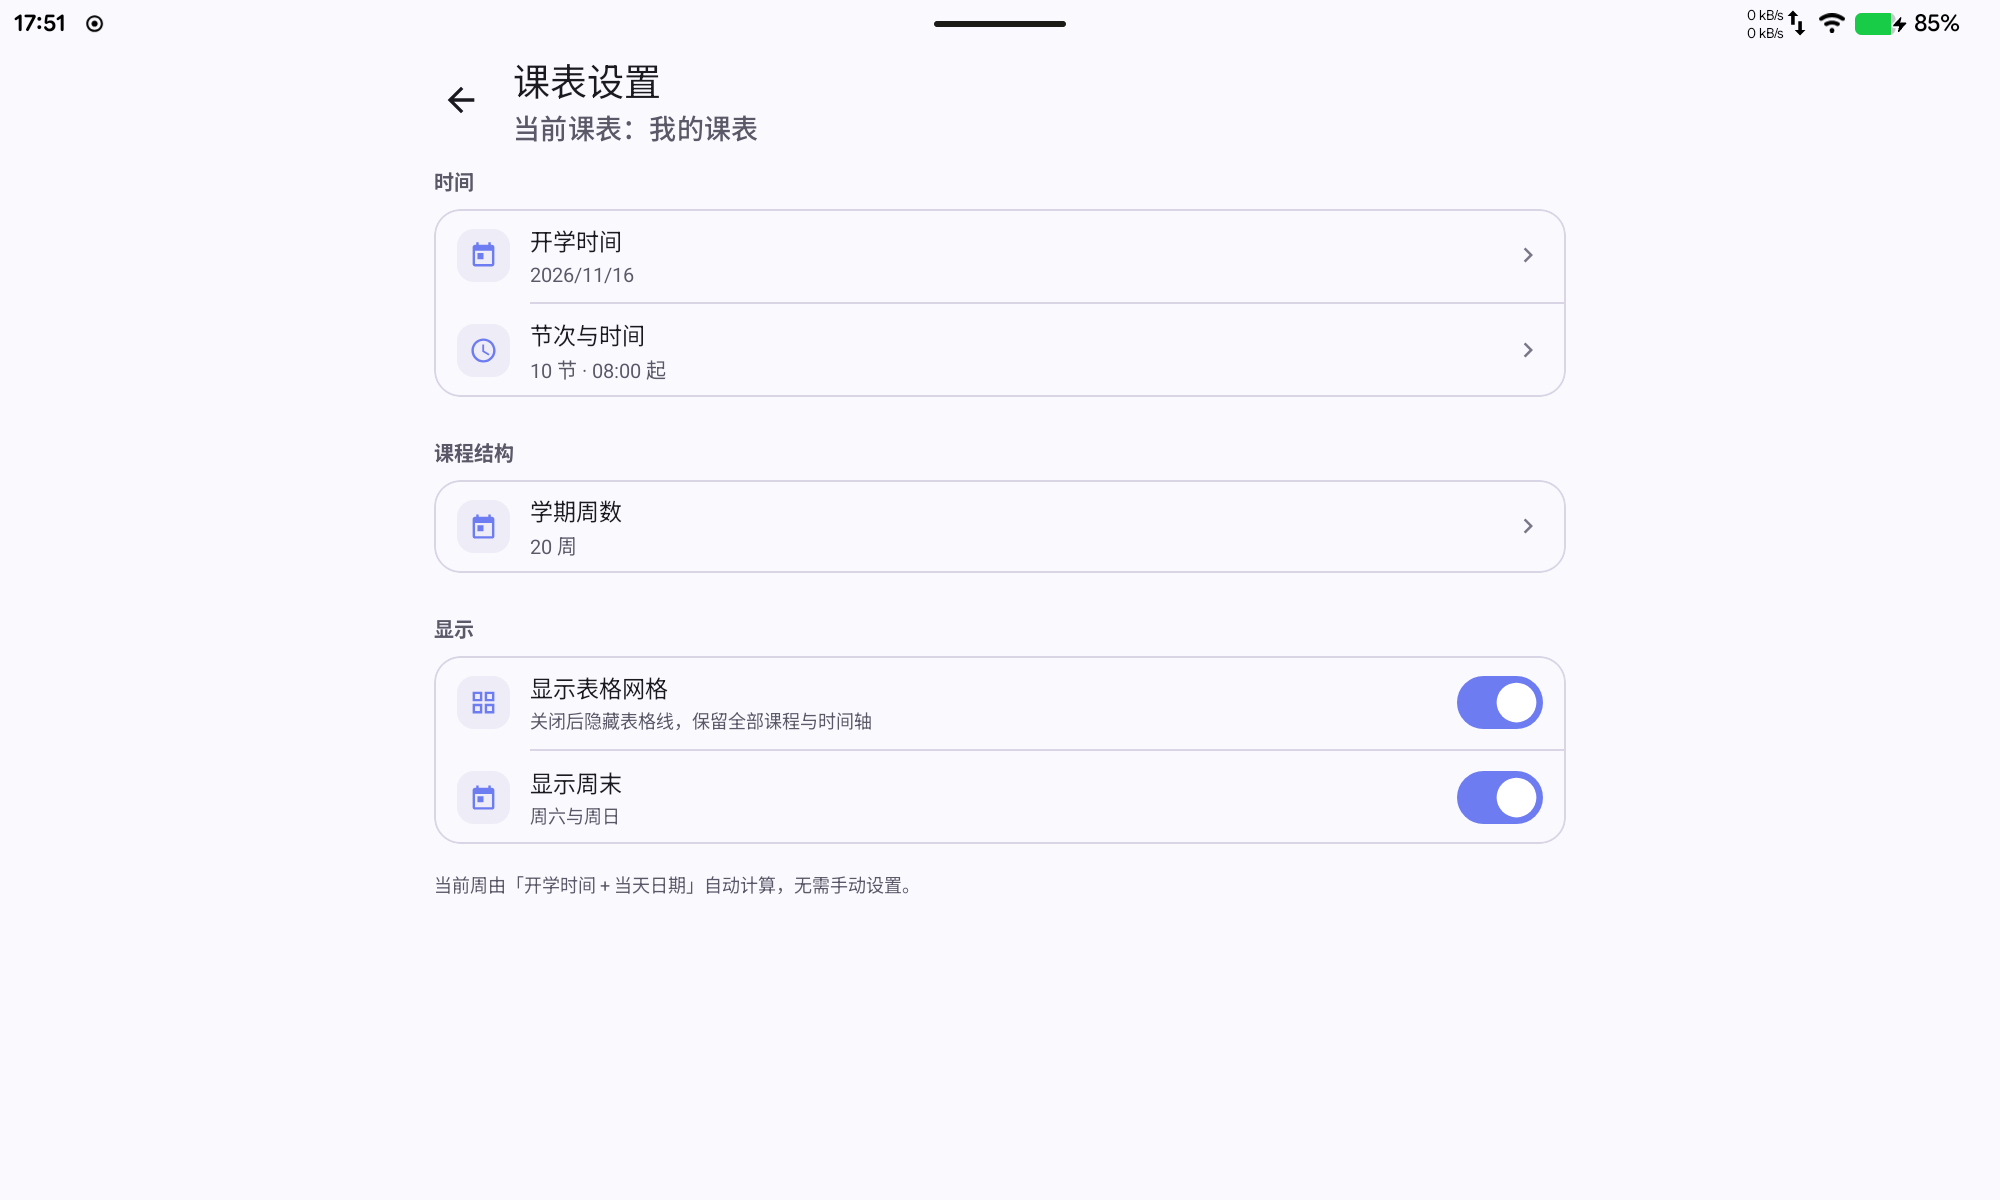 17:51
0 kB/s
0 kB/s
85%
课表设置
当前课表：我的课表
时间
开学时间
2026/11/16
节次与时间
10 节 · 08:00 起
课程结构
学期周数
20 周
显示
显示表格网格
关闭后隐藏表格线，保留全部课程与时间轴
显示周末
周六与周日
当前周由「开学时间 + 当天日期」自动计算，无需手动设置。